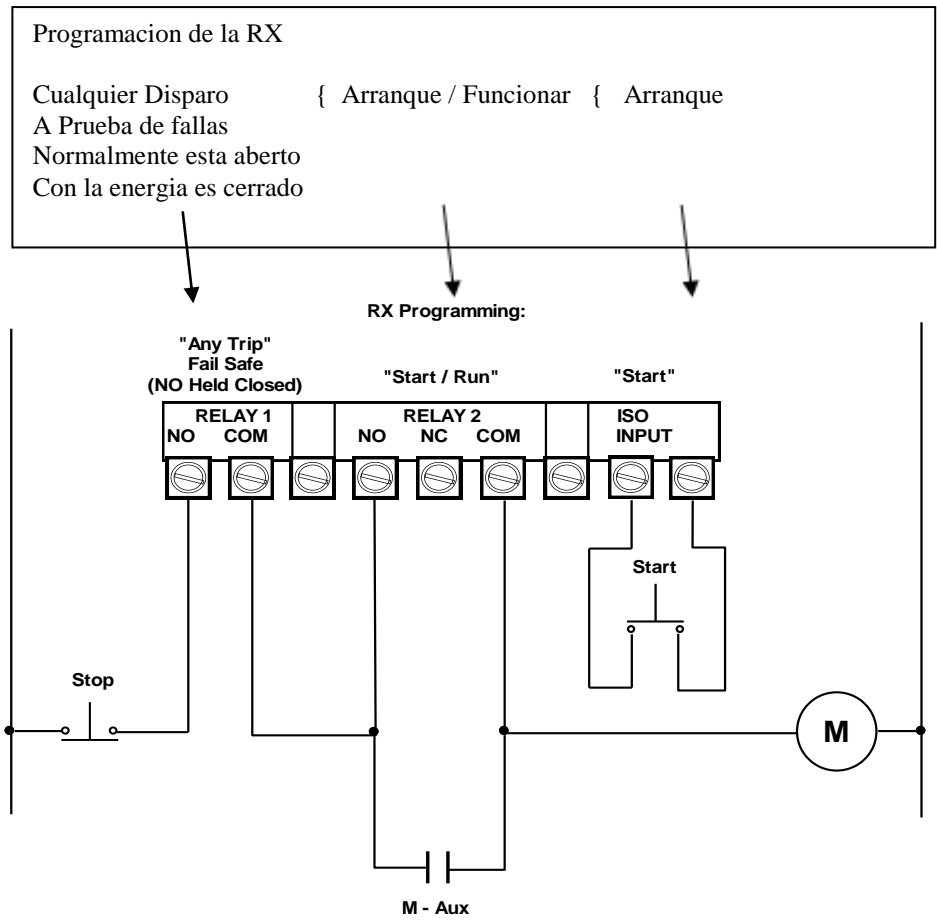 Programacion de la RX
Cualquier Disparo { Arranque / Funcionar { Arranque
A Prueba de fallas
Normalmente esta aberto
Con la energia es cerrado
RX Programming:
"Any Trip"
Fail Safe
(NO Held Closed)
"Start / Run"
"Start"
RELAY 1
NO COM
RELAY 2
NO NC COM
ISO
INPUT
Start
Stop
M
M - Aux